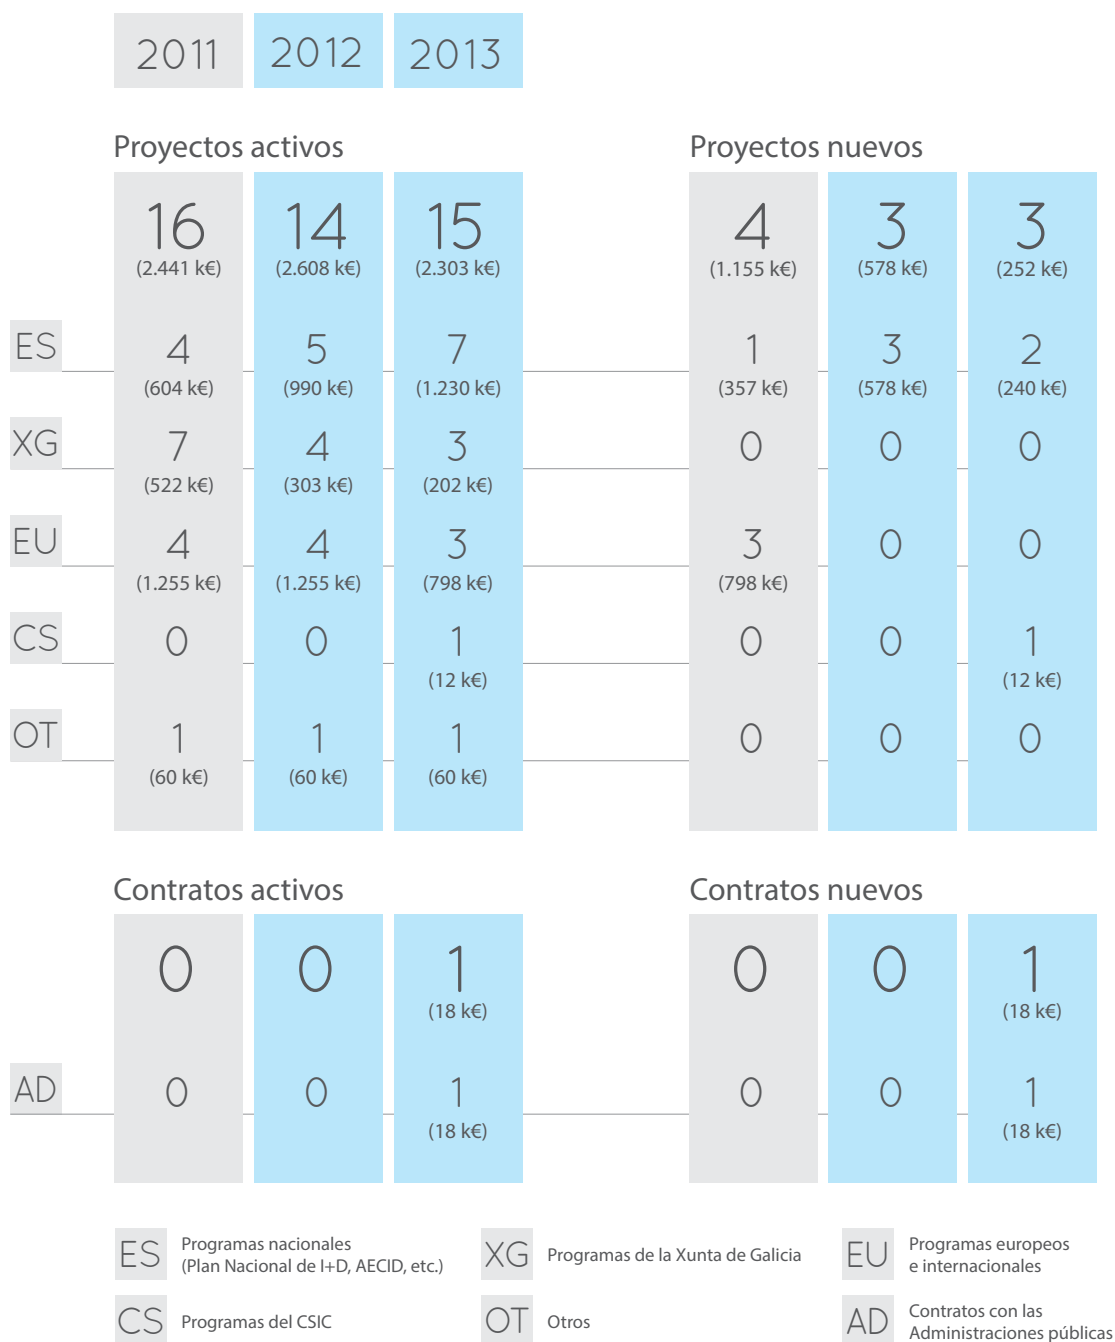 2011 2012 2013
Proyectos activos Proyectos nuevos
16 14 15 4 3 3
(2.441 k€) (2.608 k€) (2.303 k€) (1.155 k€) (578 k€) (252 k€)
ES 4 5 7 1 3 2
(604 k€) (990 k€) (1.230 k€) (357 k€) (578 k€) (240 k€)
XG 7 4 3 0 0 0
(522 k€) (303 k€) (202 k€)
EU 4 4 3 3 0 0
(1.255 k€) (1.255 k€) (798 k€) (798 k€)
CS 0 0 1 0 0 1
(12 k€) (12 k€)
OT 1 1 1 0 0 0
(60 k€) (60 k€) (60 k€)
Contratos activos Contratos nuevos
0 0 1 0 0 1
(18 k€) (18 k€)
AD 0 0 1 0 0 1
(18 k€) (18 k€)
ES Programas nacionales
(Plan Nacional de I+D, AECID, etc.)
XG Programas de la Xunta de Galicia
EU Programas europeos
e internacionales
CS Programas del CSIC
OT Otros
AD Contratos con las
Administraciones públicas